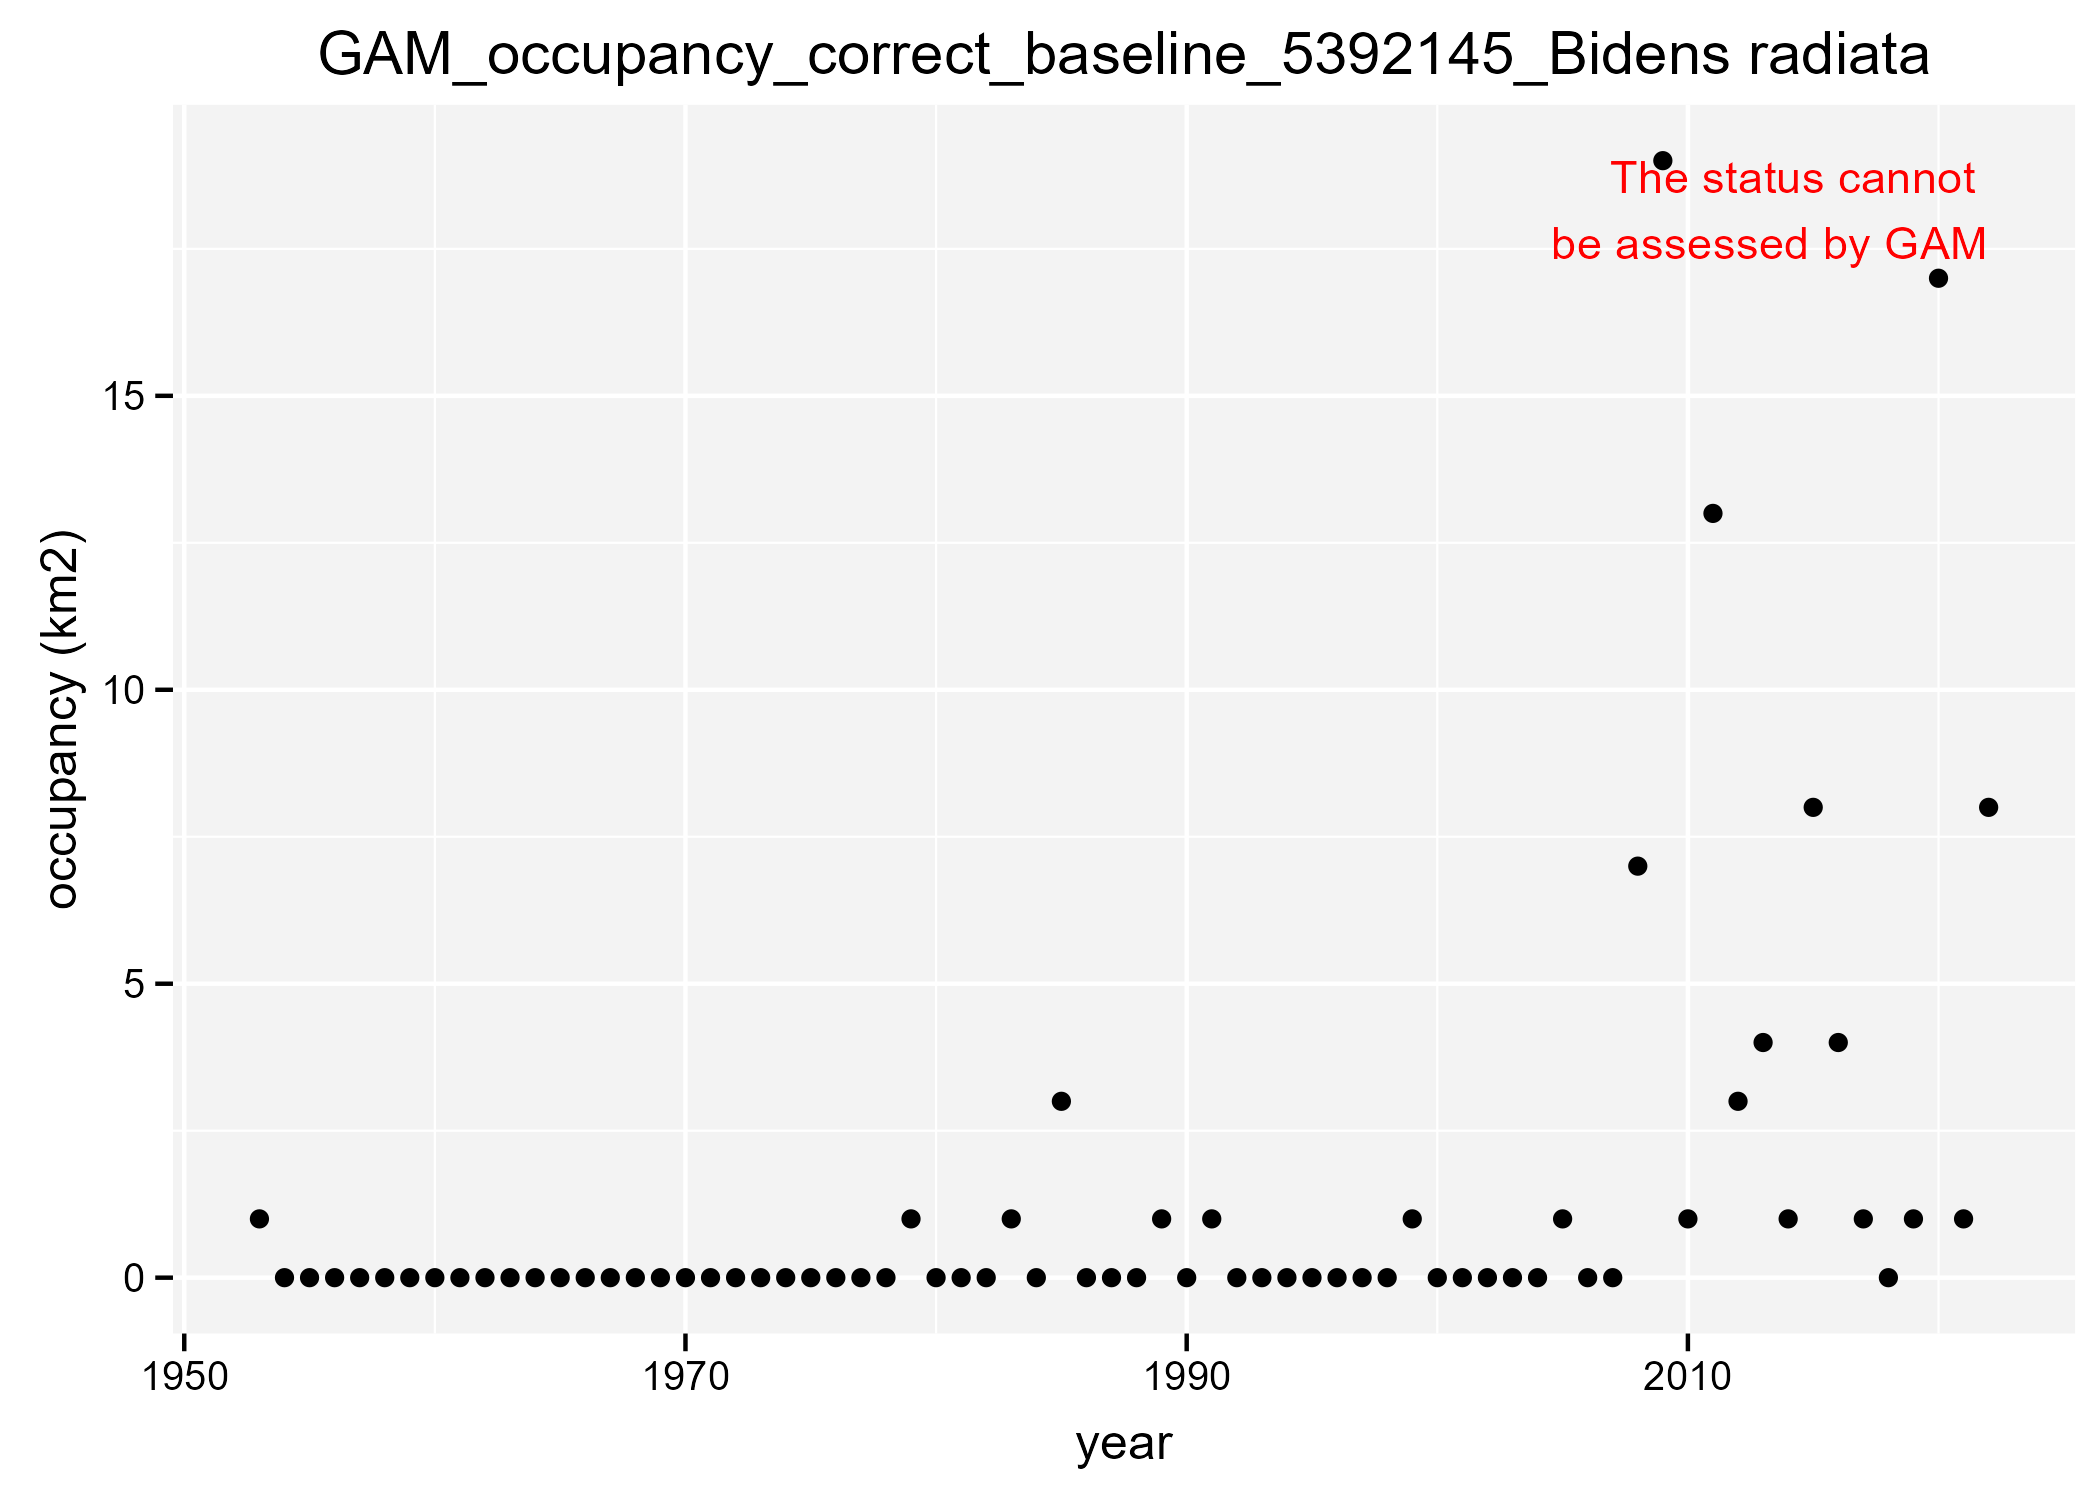 GAM_occupancy_correct_baseline_5392145_Bidens radiata
The status cannot
be assessed by GAM
occupancy (km2)
15
10
5
0
1950
1970
1990
2010
year